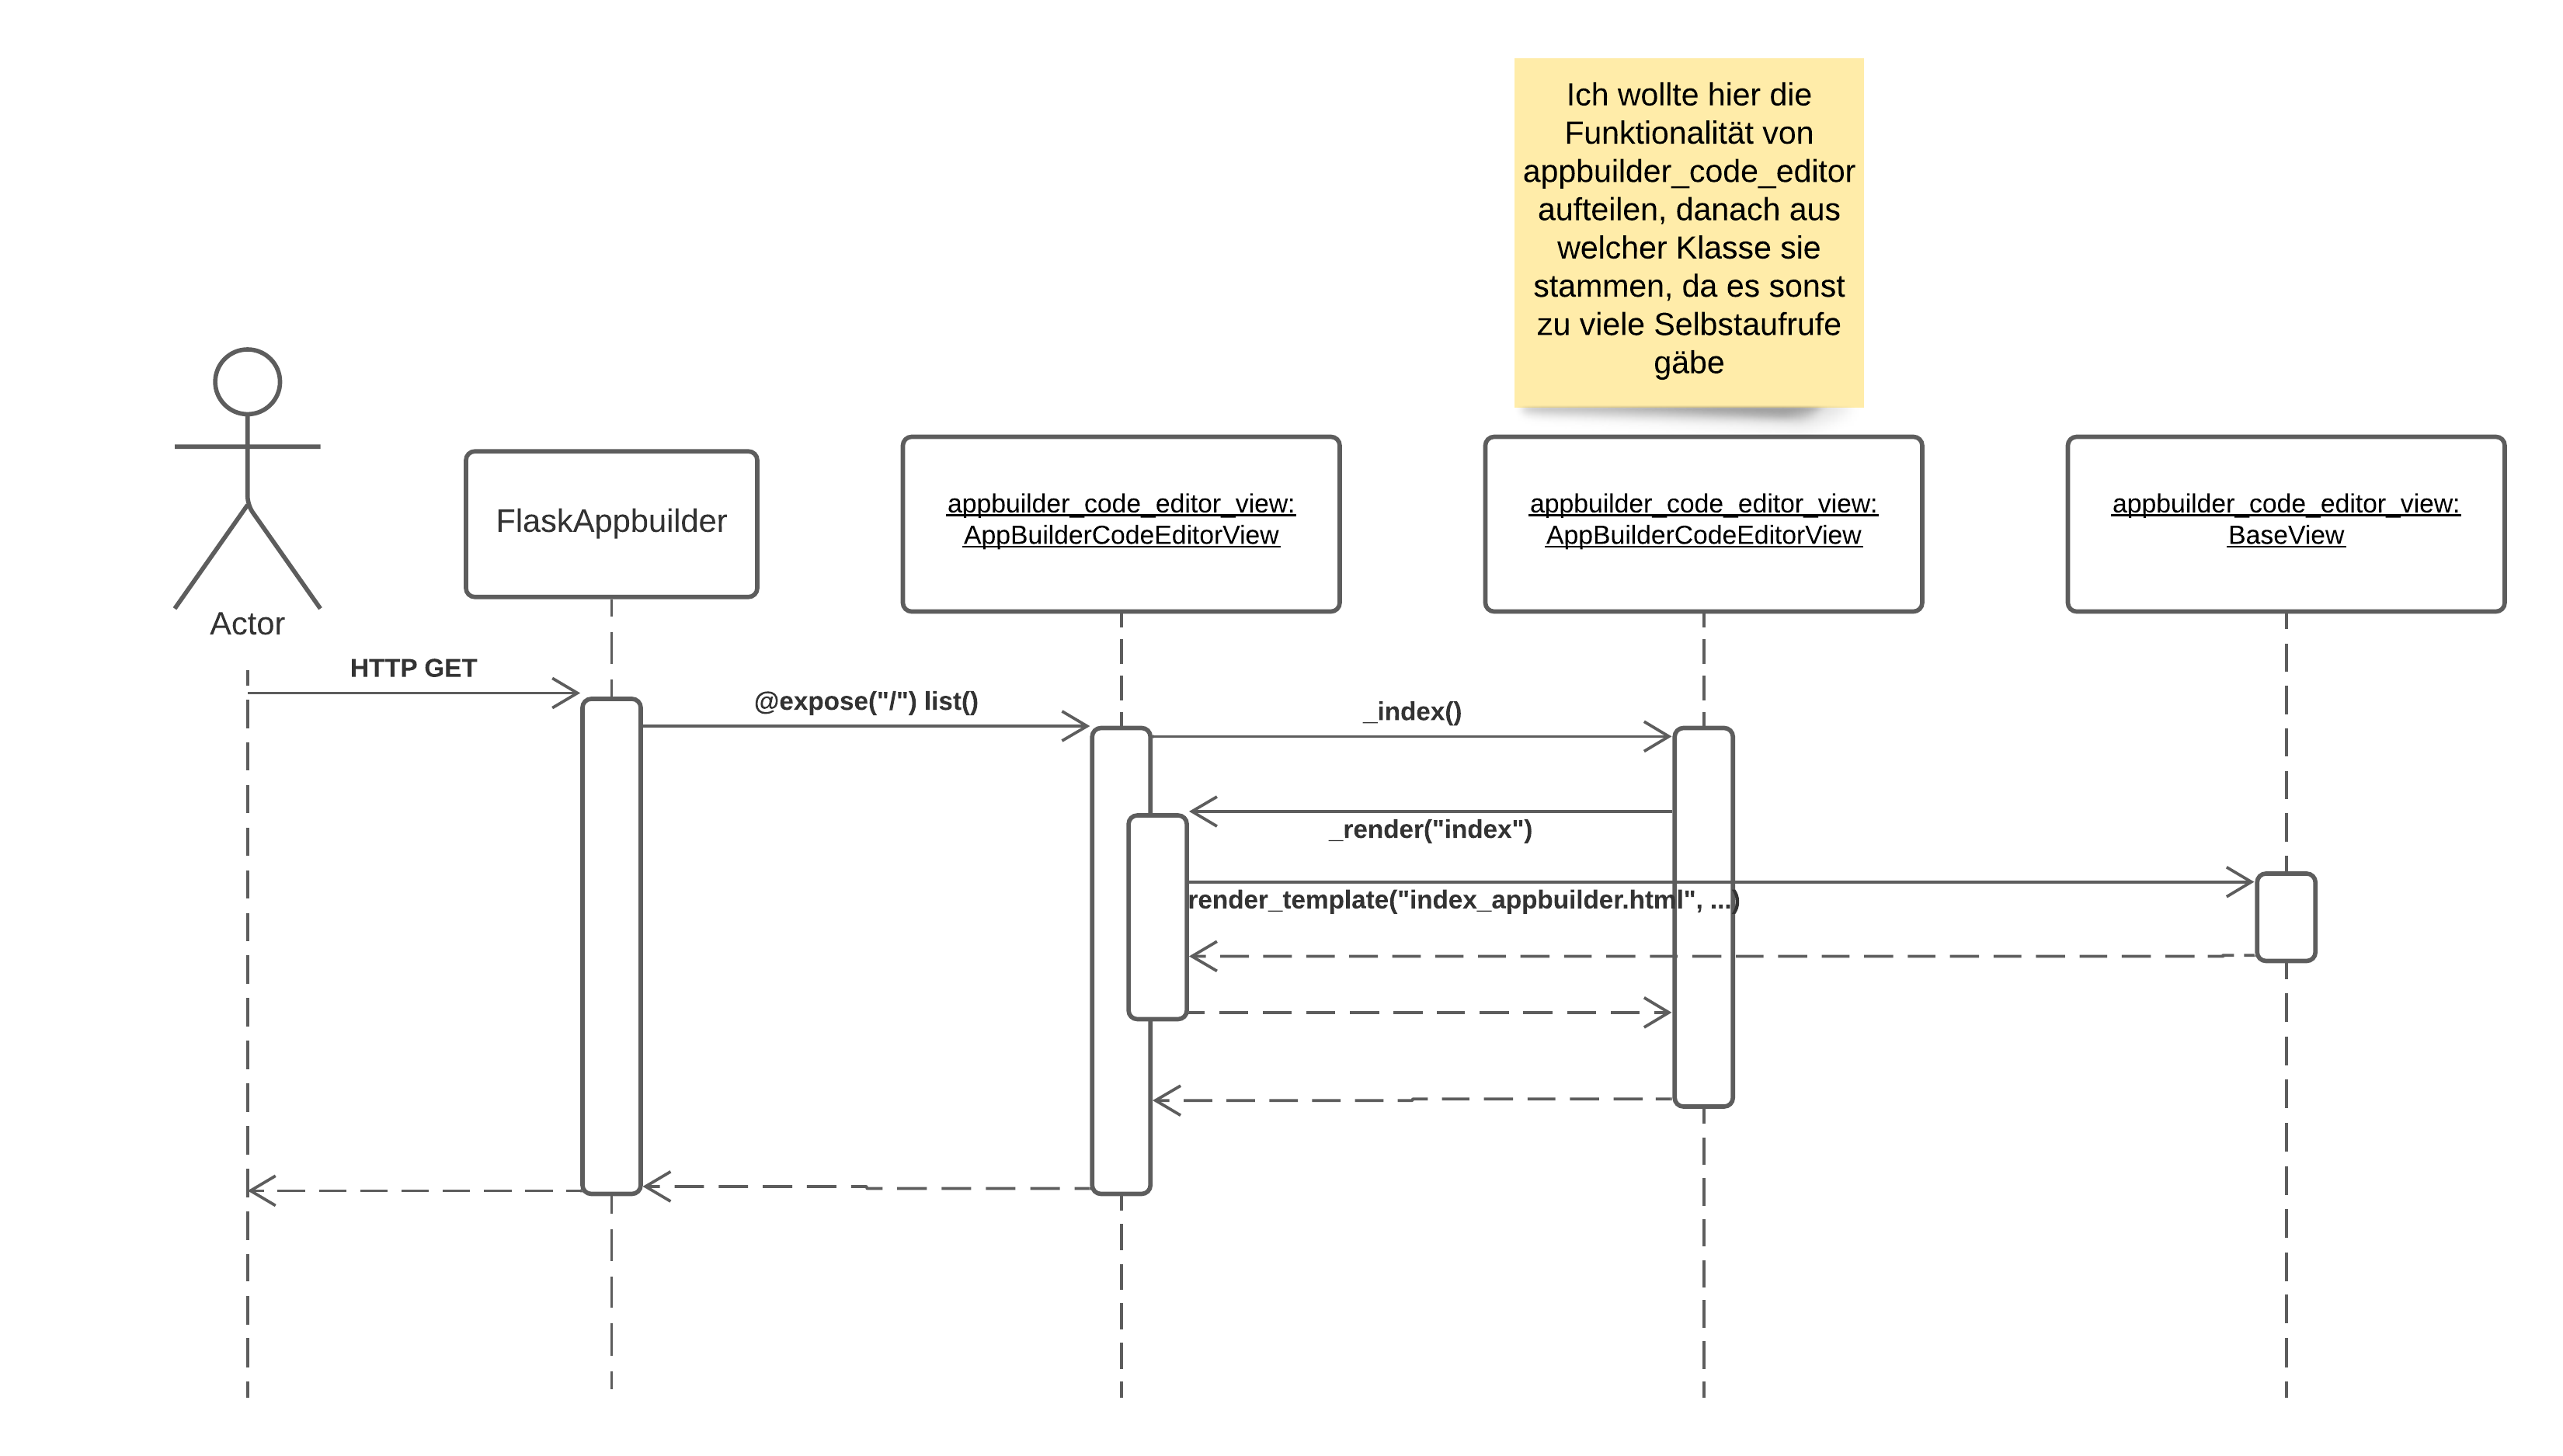 Ich wollte hier die
Funktionalität von
appbuilder_code_editor
aufteilen, danach aus
welcher Klasse sie
stammen, da es sonst
zu viele Selbstaufrufe
gäbe
Actor
FlaskAppbuilder
appbuilder_code_editor_view:
AppBuilderCodeEditorView
appbuilder_code_editor_view:
AppBuilderCodeEditorView
appbuilder_code_editor_view:
BaseView
HTTP GET
@expose("/") list()
_index()
_render("index")
render_template("index_appbuilder.html", ...)